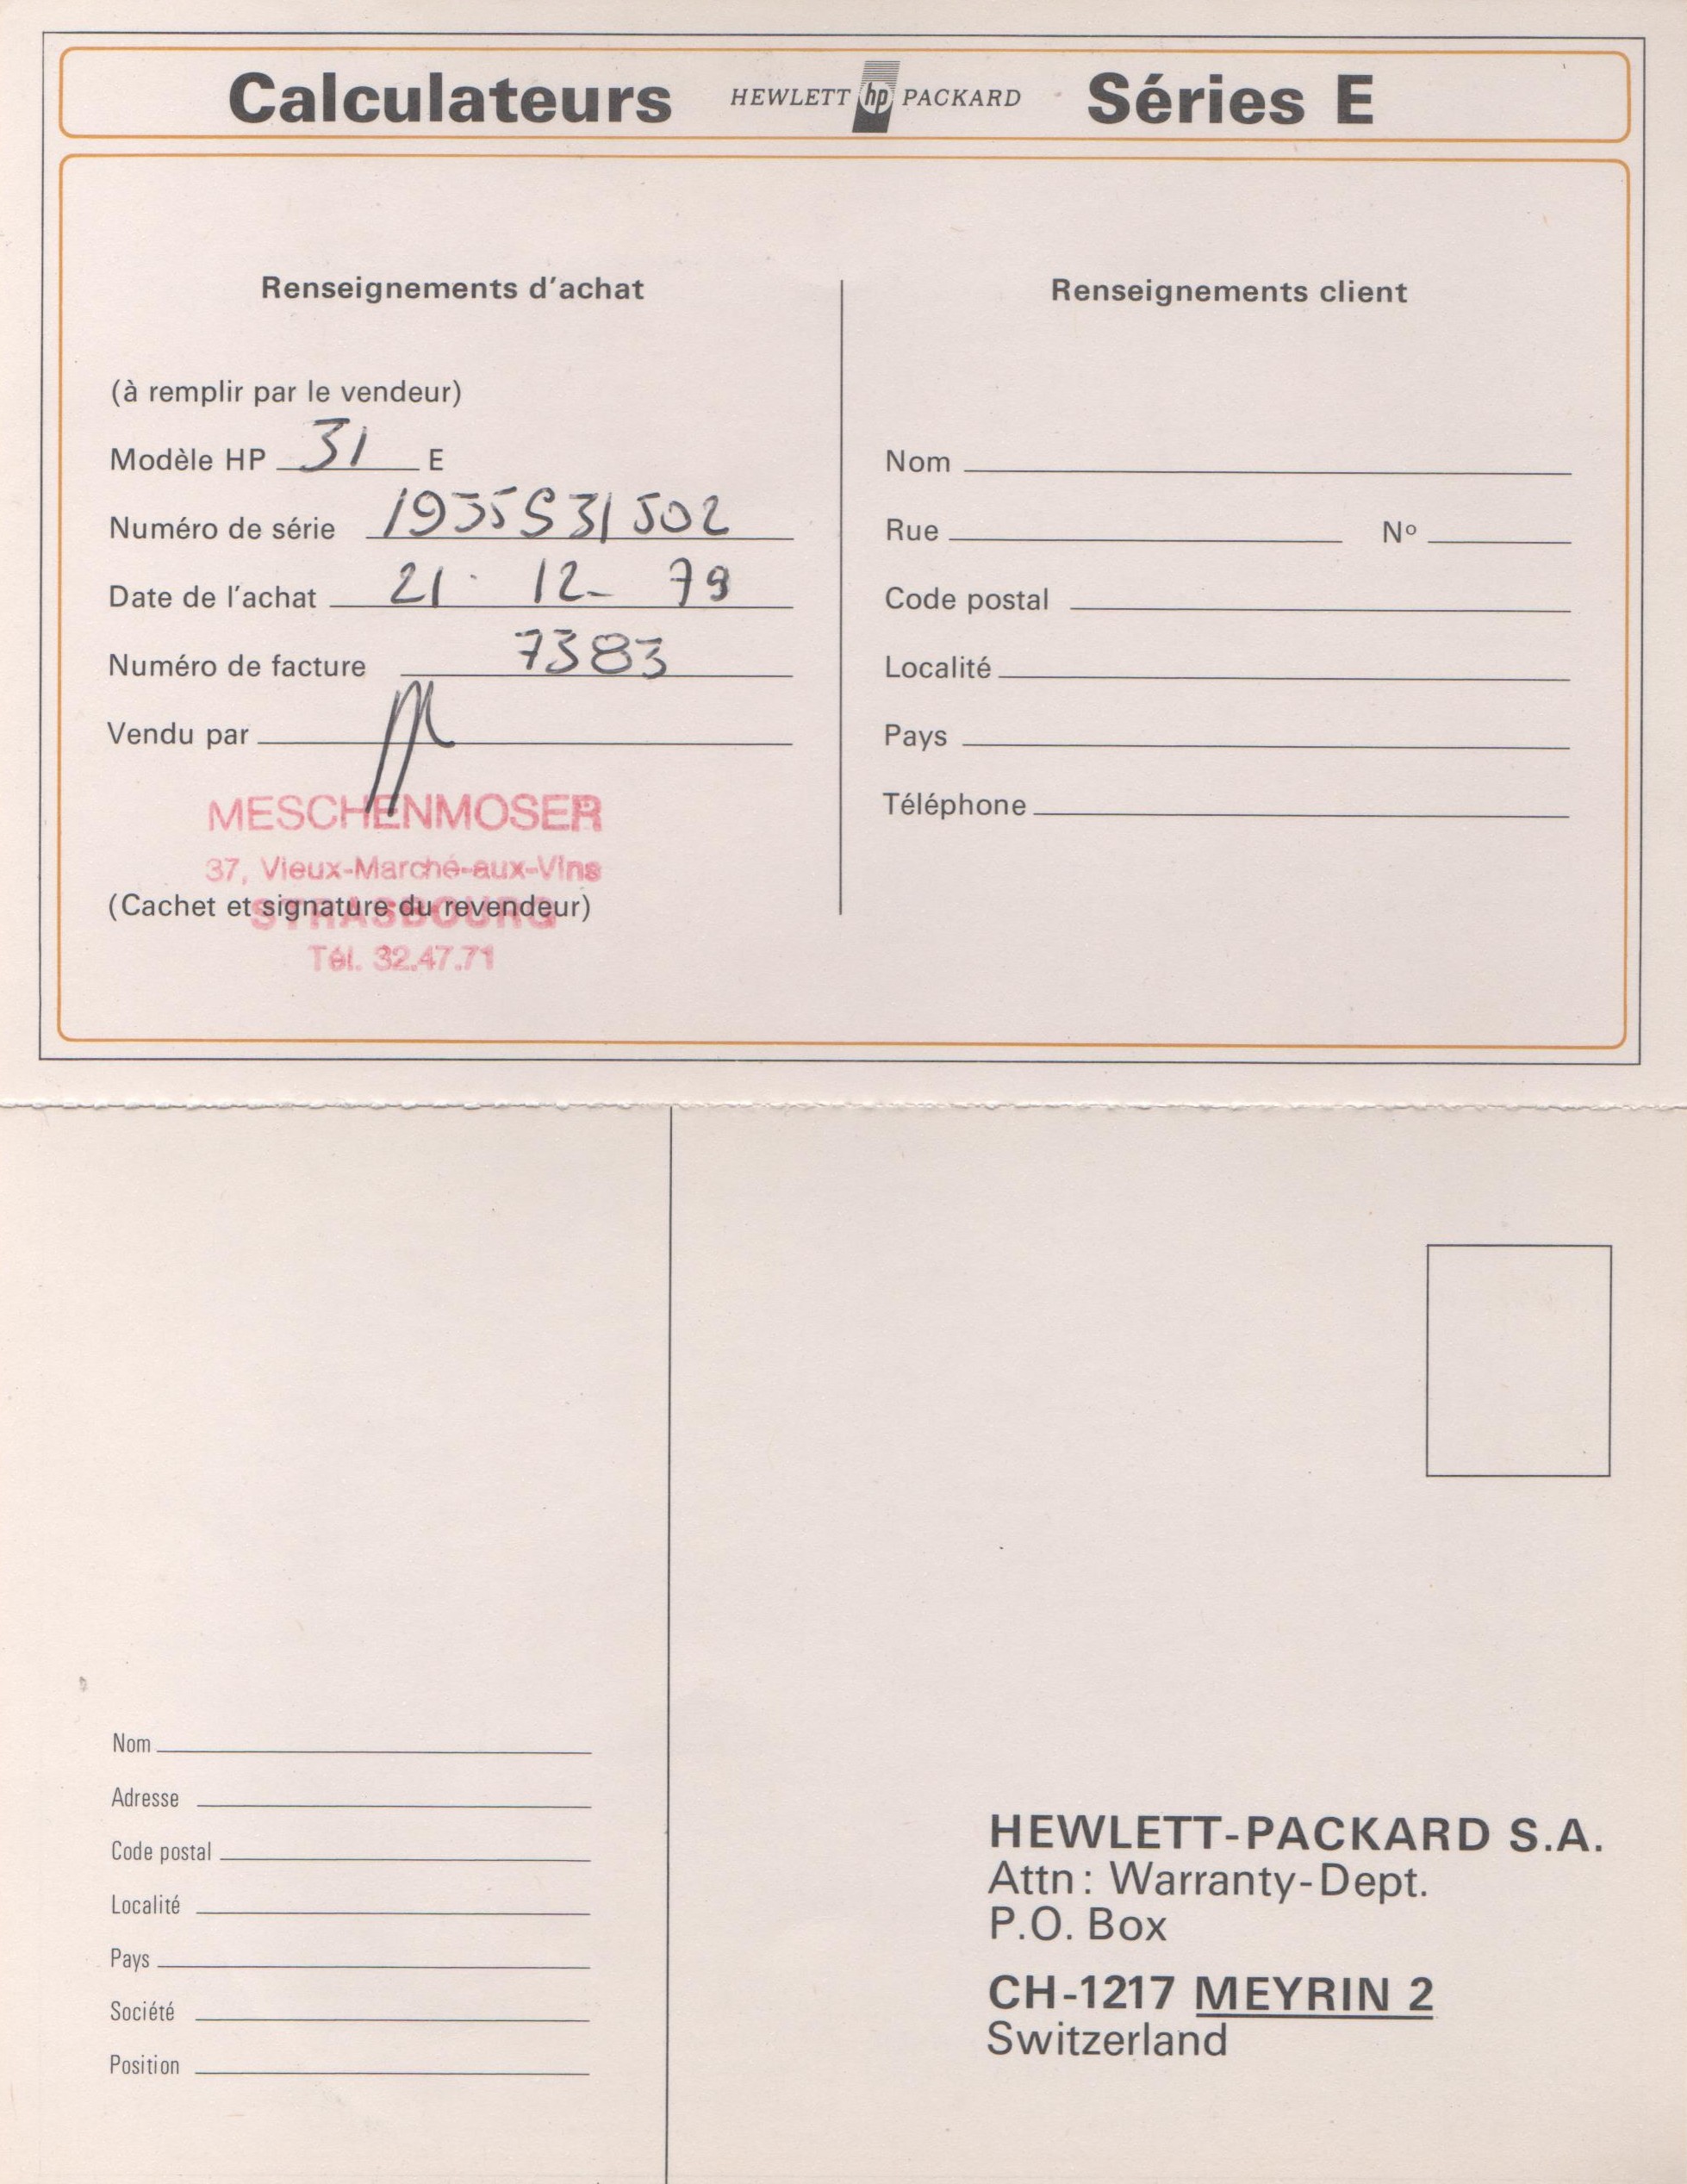 Calculateurs HEWLETT hp PACKARD Séries E
Renseignements d'achat
(à remplir par le vendeur)
Modèle HP 31 E
Numéro de série 1935S31502
Date de l'achat 21 - 12 - 79
Numéro de facture 7383
Vendu par
MESCHENMOSER
37, Vieux-Marché-aux-Vins
(Cachet et signature du revendeur)
STRASBOURG
Tél. 32.47.71
Renseignements client
Nom
Rue Nº
Code postal
Localité
Pays
Téléphone
Nom
Adresse
Code postal
Localité
Pays
Société
Position
HEWLETT-PACKARD S.A.
Attn: Warranty-Dept.
P.O. Box
CH-1217 MEYRIN 2
Switzerland